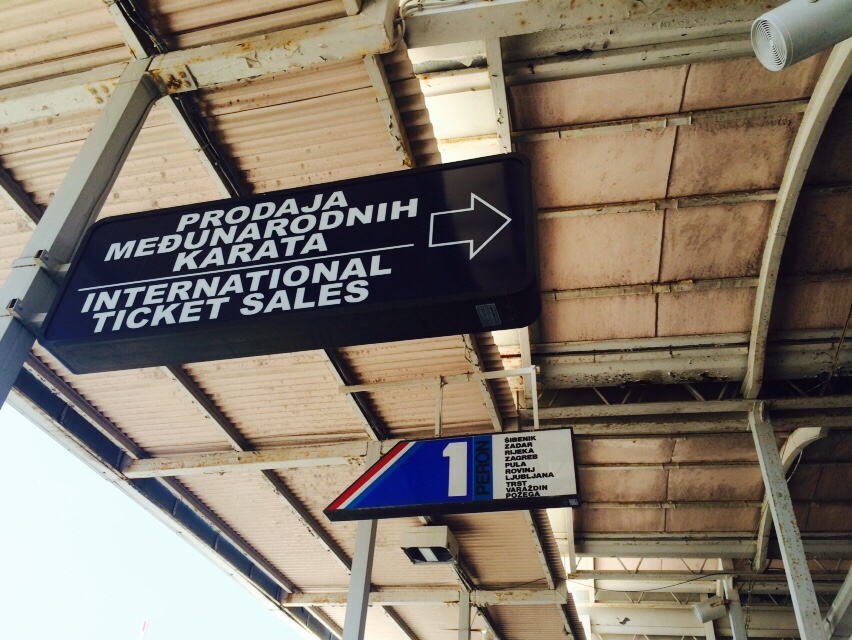 PRODAJA
MEĐUNARODNIH
KARATA
INTERNATIONAL
TICKET SALES
1 PERON
ŠIBENIK
ZADAR
RIJEKA
ZAGREB
PULA
ROVINJ
LJUBLJANA
TRST
VARAŽDIN
POŽEGA